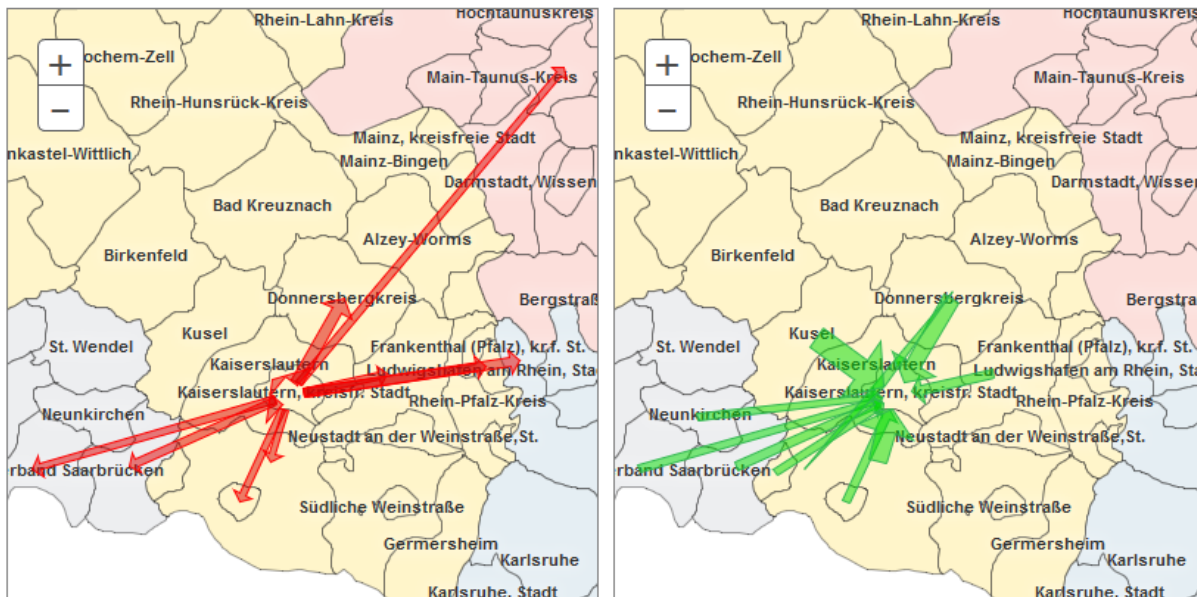 Rhein-Lahn-Kreis
Hochtaunuskreis
+
ochem-Zell
Main-Taunus-Kreis
−
Rhein-Hunsrück-Kreis
Mainz, kreisfreie Stadt
nkastel-Wittlich
Mainz-Bingen
Darmstadt, Wissen
Bad Kreuznach
Alzey-Worms
Birkenfeld
Donnersbergkreis
Bergstraß
Kusel
St. Wendel
Frankenthal (Pfalz), kr.f. St.
Kaiserslautern
Ludwigshafen am Rhein, Stad
Kaiserslautern, kreisfr. Stadt
Rhein-Pfalz-Kreis
Neunkirchen
Neustadt an der Weinstraße,St.
erband Saarbrücken
Südliche Weinstraße
Germersheim
Karlsruhe
Karlsruhe, Stadt
Rhein-Lahn-Kreis
Hochtaunuskreis
+
ochem-Zell
Main-Taunus-Kreis
−
Rhein-Hunsrück-Kreis
Mainz, kreisfreie Stadt
nkastel-Wittlich
Mainz-Bingen
Darmstadt, Wissen
Bad Kreuznach
Alzey-Worms
Birkenfeld
Donnersbergkreis
Bergstra
Kusel
St. Wendel
Frankenthal (Pfalz), kr.f. St.
Kaiserslautern
Ludwigshafen am Rhein, Sta
Kaiserslautern, kreisfr. Stadt
Rhein-Pfalz-Kreis
Neunkirchen
Neustadt an der Weinstraße,St.
erband Saarbrücken
Südliche Weinstraße
Germersheim
Karlsruhe
Karlsruhe, Stadt